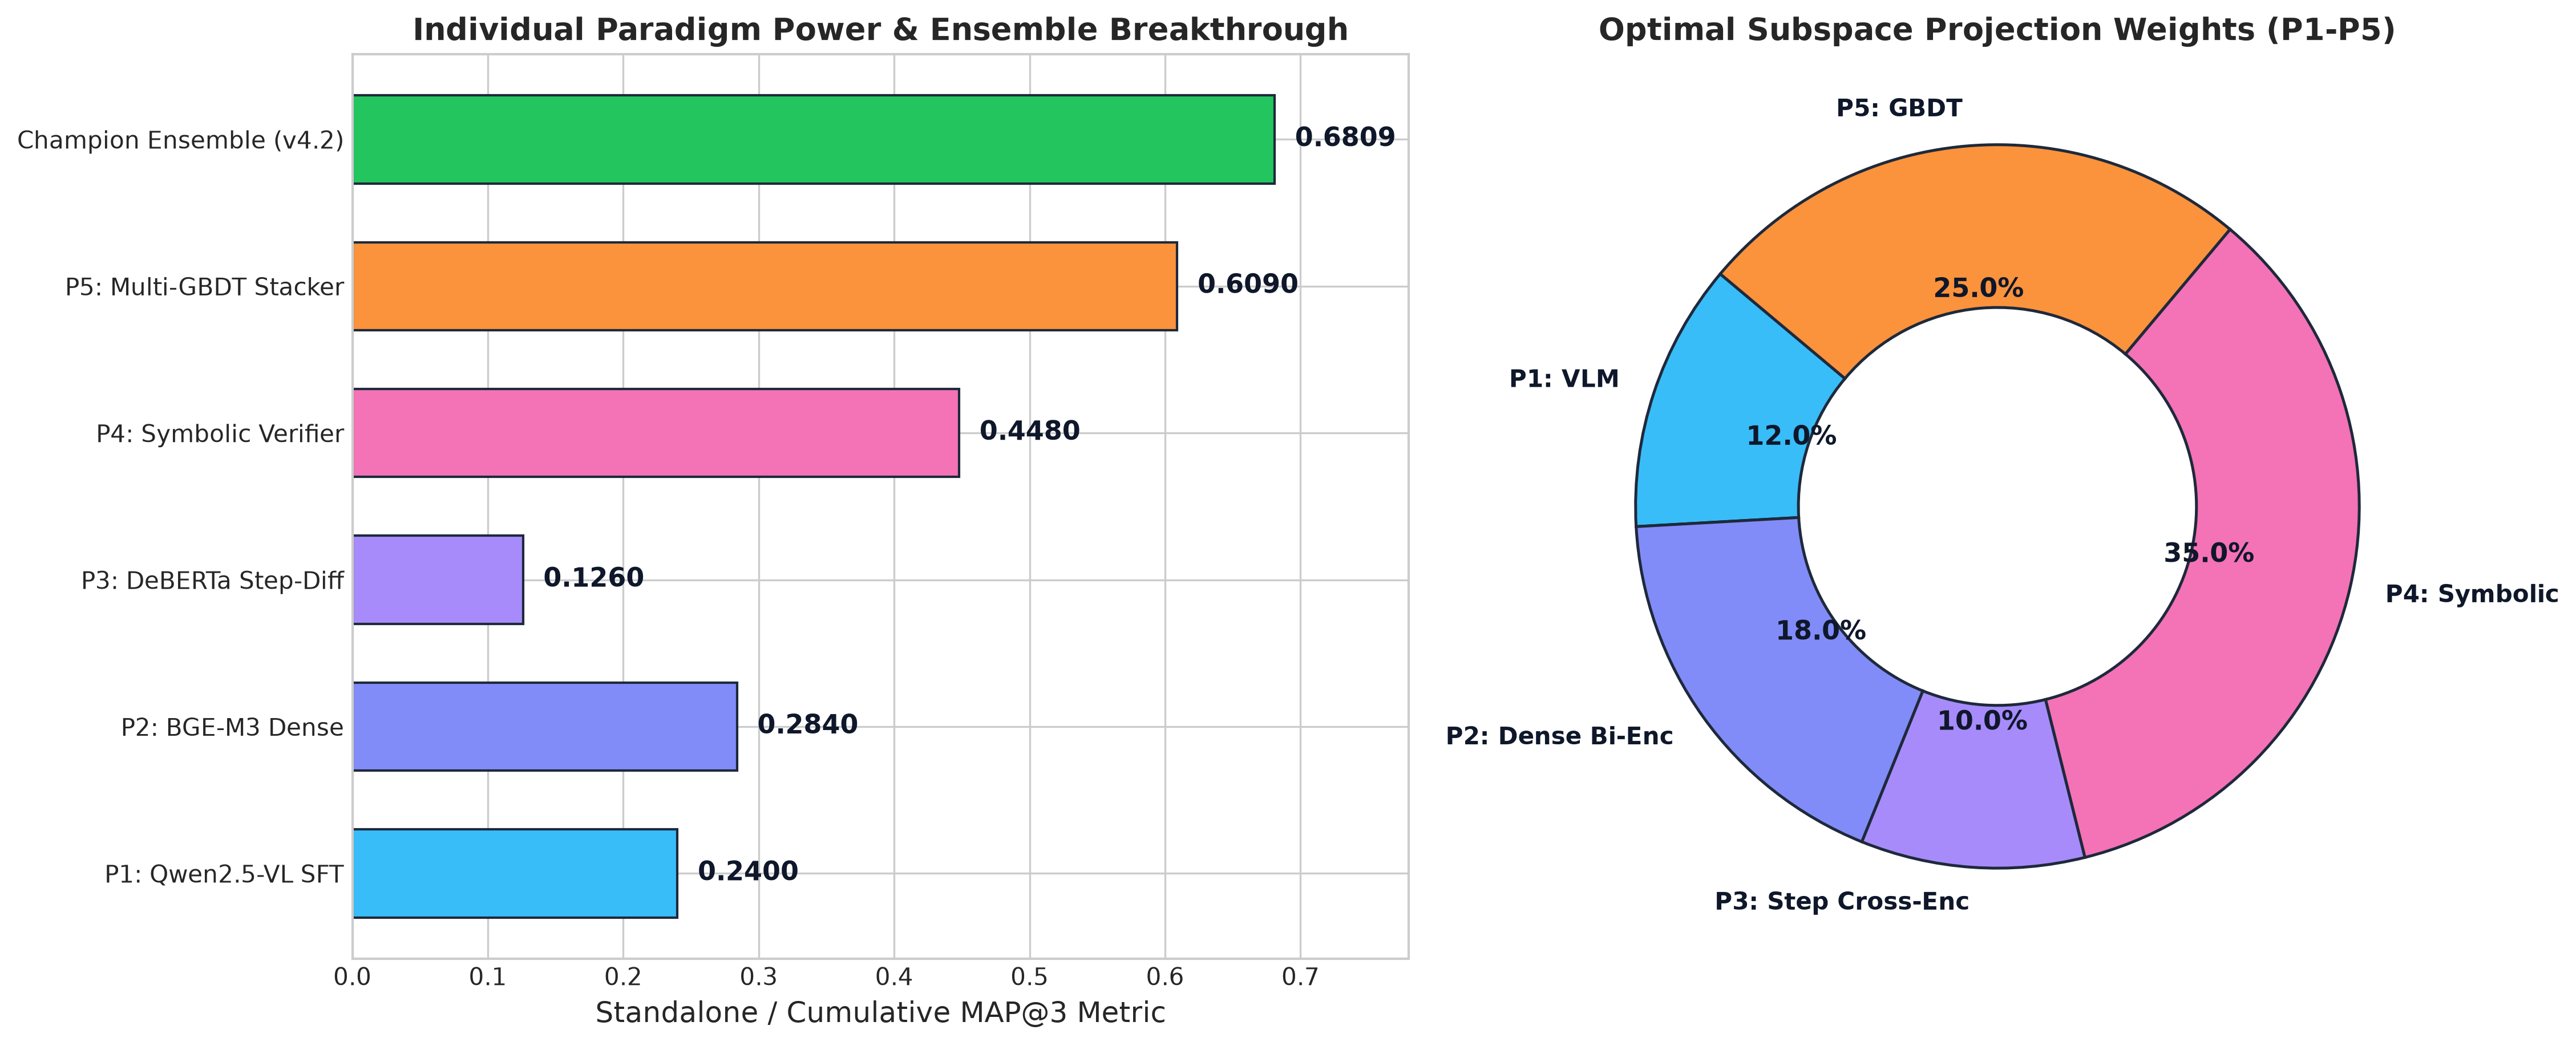 Individual Paradigm Power & Ensemble Breakthrough
Champion Ensemble (v4.2)
0.6809
P5: Multi-GBDT Stacker
0.6090
P4: Symbolic Verifier
0.4480
P3: DeBERTa Step-Diff
0.1260
P2: BGE-M3 Dense
0.2840
P1: Qwen2.5-VL SFT
0.2400
0.0 0.1 0.2 0.3 0.4 0.5 0.6 0.7
Standalone / Cumulative MAP@3 Metric
Optimal Subspace Projection Weights (P1-P5)
P5: GBDT
25.0%
P1: VLM
12.0%
35.0%
P4: Symbolic
18.0%
P2: Dense Bi-Enc
10.0%
P3: Step Cross-Enc